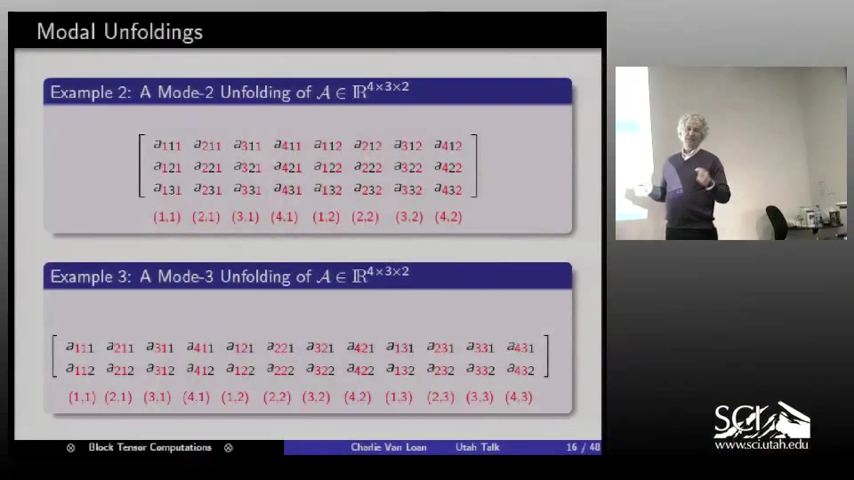 Modal Unfoldings
Example 2: A Mode-2 Unfolding of 𝒜 ∈ ℝ^{4×3×2}
[ a₁₁₁ a₂₁₁ a₃₁₁ a₄₁₁ a₁₁₂ a₂₁₂ a₃₁₂ a₄₁₂
a₁₂₁ a₂₂₁ a₃₂₁ a₄₂₁ a₁₂₂ a₂₂₂ a₃₂₂ a₄₂₂
a₁₃₁ a₂₃₁ a₃₃₁ a₄₃₁ a₁₃₂ a₂₃₂ a₃₃₂ a₄₃₂ ]
(1,1) (2,1) (3,1) (4,1) (1,2) (2,2) (3,2) (4,2)
Example 3: A Mode-3 Unfolding of 𝒜 ∈ ℝ^{4×3×2}
[ a₁₁₁ a₂₁₁ a₃₁₁ a₄₁₁ a₁₂₁ a₂₂₁ a₃₂₁ a₄₂₁ a₁₃₁ a₂₃₁ a₃₃₁ a₄₃₁
a₁₁₂ a₂₁₂ a₃₁₂ a₄₁₂ a₁₂₂ a₂₂₂ a₃₂₂ a₄₂₂ a₁₃₂ a₂₃₂ a₃₃₂ a₄₃₂ ]
(1,1) (2,1) (3,1) (4,1) (1,2) (2,2) (3,2) (4,2) (1,3) (2,3) (3,3) (4,3)
⊗ Block Tensor Computations ⊗ Charlie Van Loan Utah Talk 16 / 48
SCI
www.sci.utah.edu